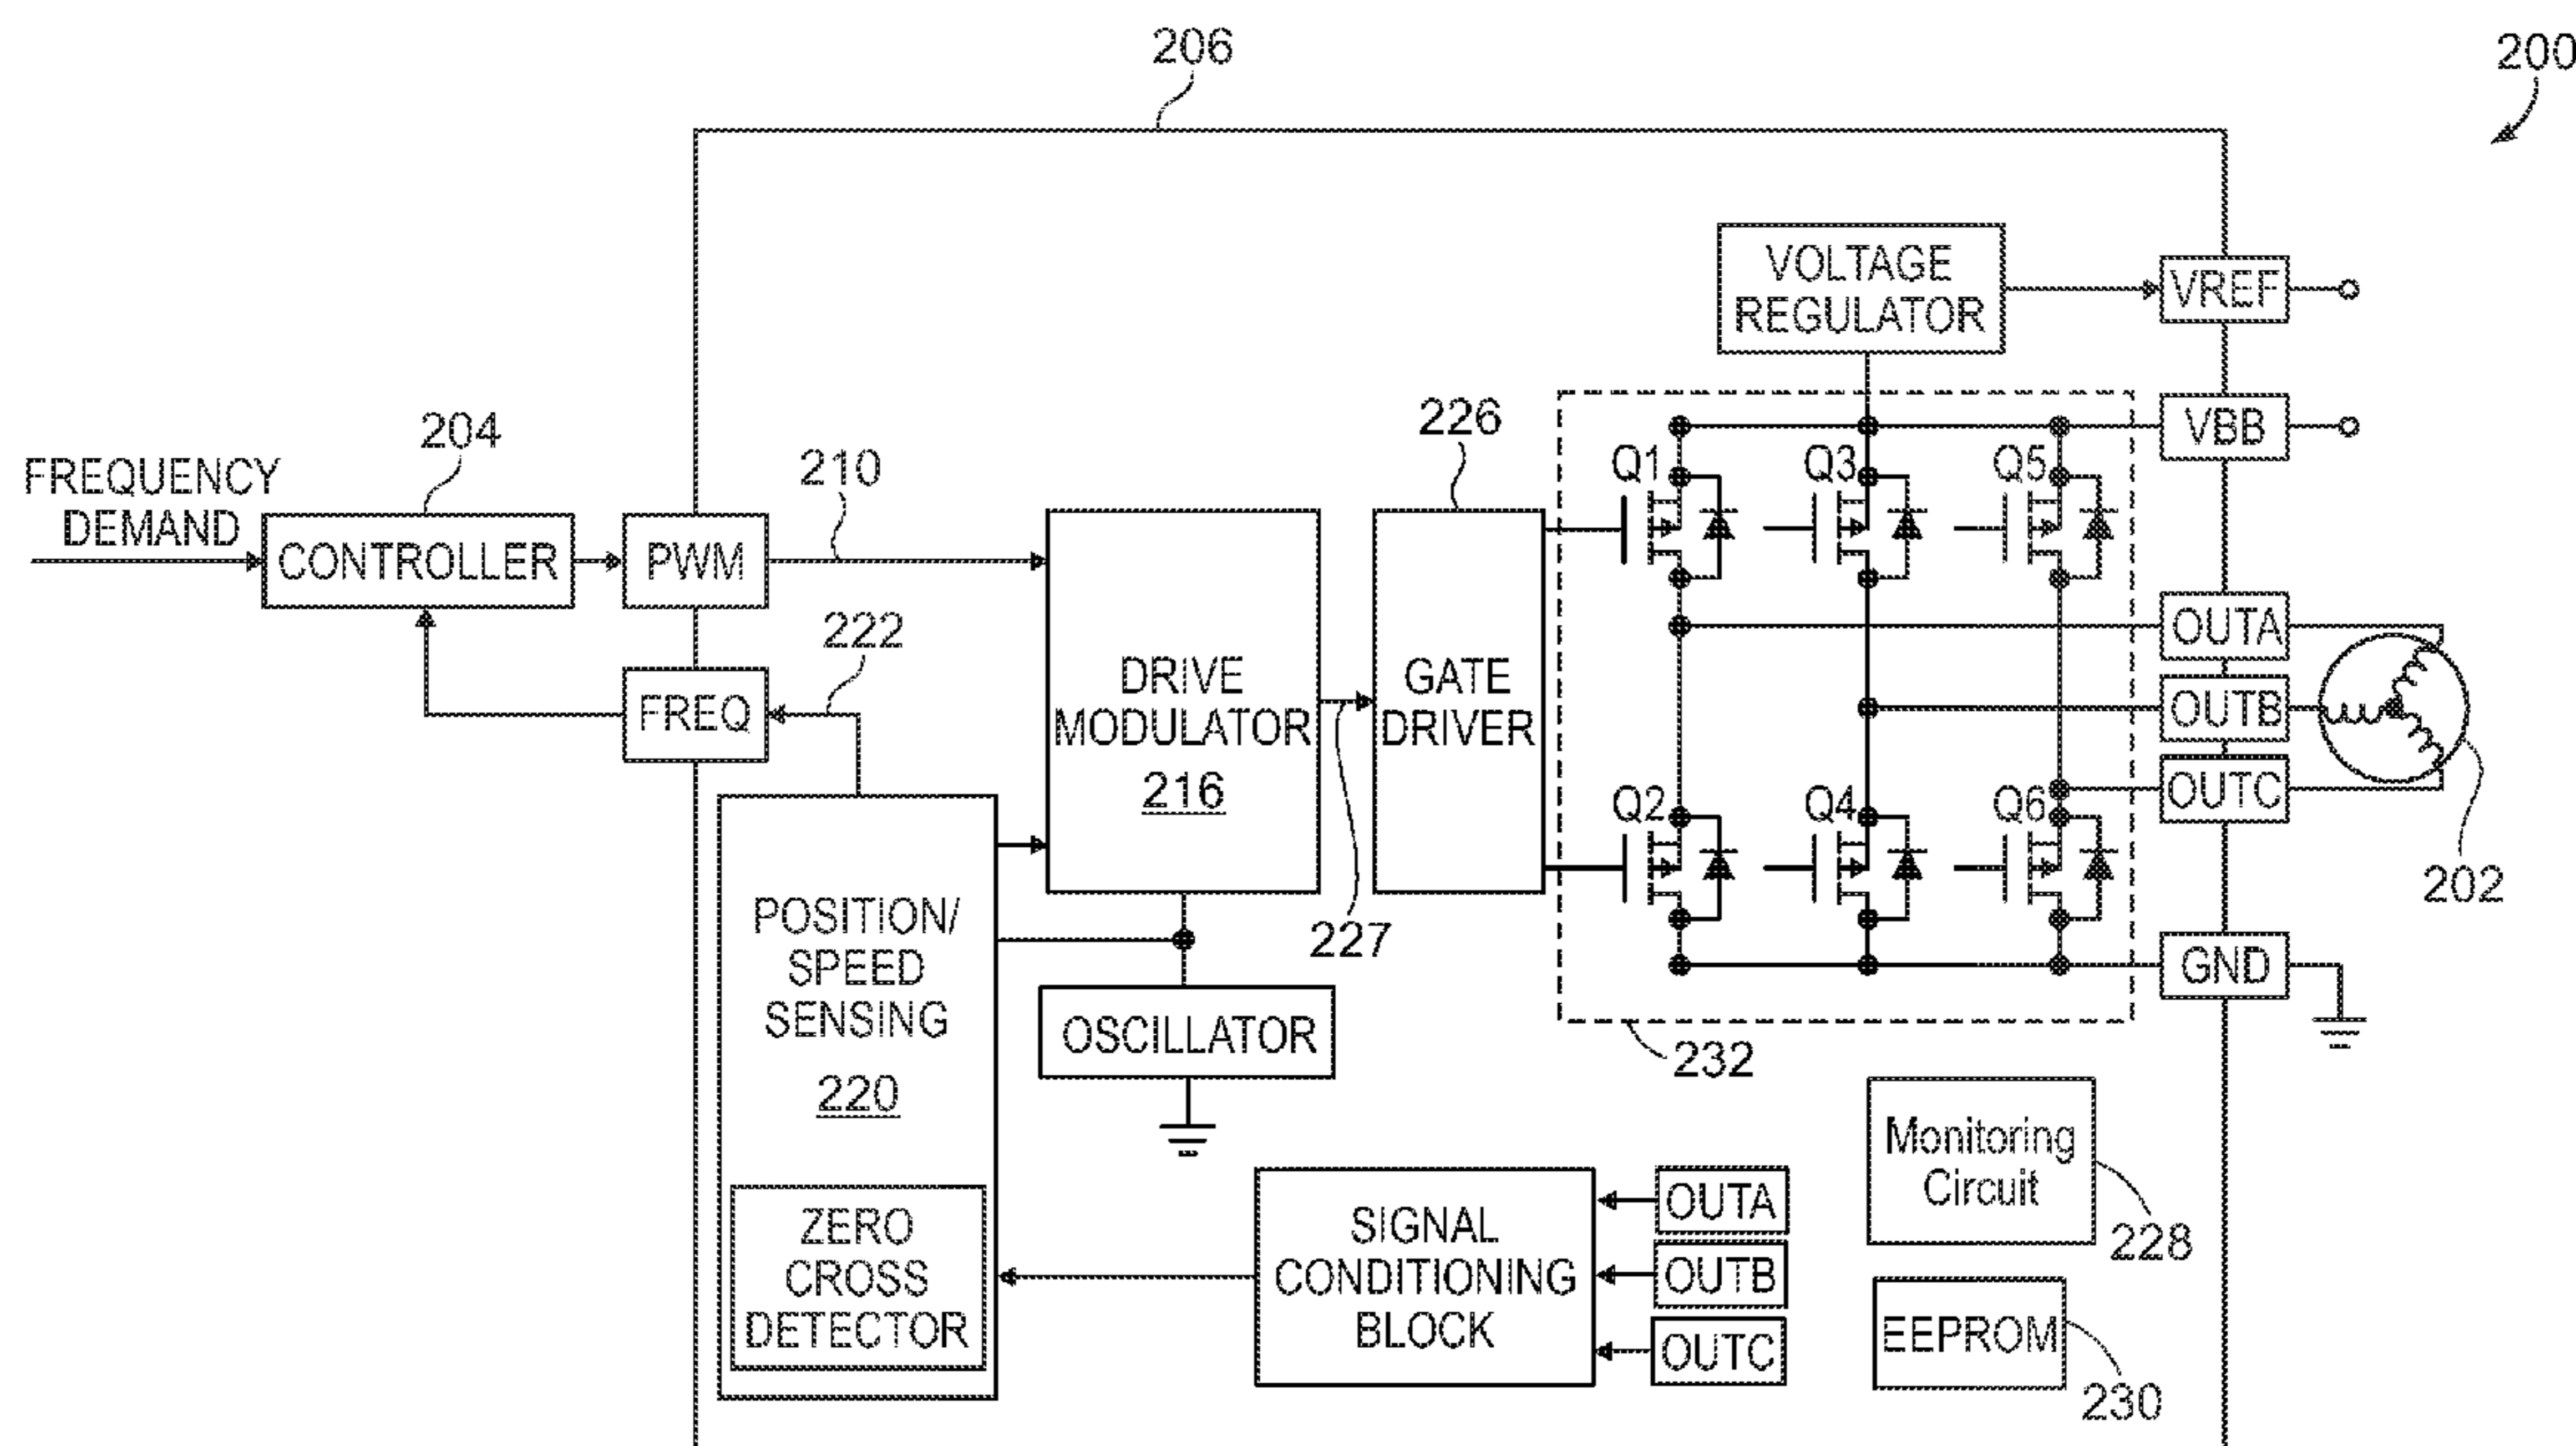 206
200
VOLTAGE
REGULATOR
VREF
VBB
204
226
FREQUENCY
DEMAND
210
Q1
Q3
Q5
CONTROLLER
PWM
222
OUTA
FREQ
DRIVE
MODULATOR
216
GATE
DRIVER
OUTB
OUTC
Q2
Q4
Q6
202
227
POSITION/
SPEED
SENSING
220
GND
OSCILLATOR
232
Monitoring
Circuit
228
ZERO
CROSS
DETECTOR
SIGNAL
CONDITIONING
BLOCK
OUTA
OUTB
OUTC
EEPROM
230